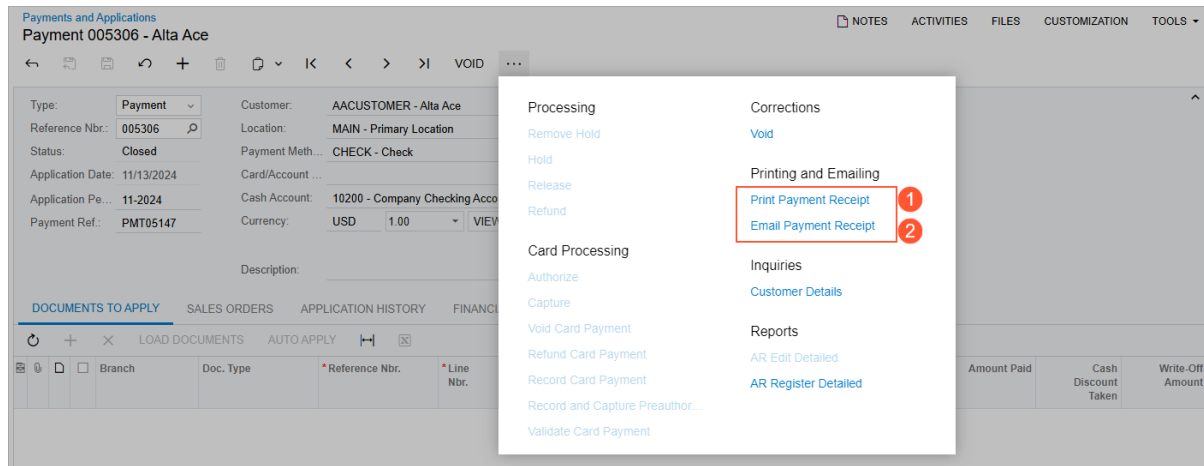 Payments and Applications
Payment 005306 - Alta Ace
NOTES ACTIVITIES FILES CUSTOMIZATION TOOLS
VOID ...
Type: Payment
Reference Nbr.: 005306
Status: Closed
Application Date: 11/13/2024
Application Pe... 11-2024
Payment Ref.: PMT05147
Customer: AACUSTOMER - Alta Ace
Location: MAIN - Primary Location
Payment Meth... CHECK - Check
Card/Account ...
Cash Account: 10200 - Company Checking Acco
Currency: USD 1.00 VIEW
Description:
Processing
Remove Hold
Hold
Release
Refund
Card Processing
Authorize
Capture
Void Card Payment
Refund Card Payment
Record Card Payment
Record and Capture Preauthor...
Validate Card Payment
Corrections
Void
Printing and Emailing
Print Payment Receipt 1
Email Payment Receipt 2
Inquiries
Customer Details
Reports
AR Edit Detailed
AR Register Detailed
DOCUMENTS TO APPLY SALES ORDERS APPLICATION HISTORY FINANCI
LOAD DOCUMENTS AUTO APPLY
Branch Doc. Type *Reference Nbr. *Line Nbr. Amount Paid Cash Discount Taken Write-Off Amount